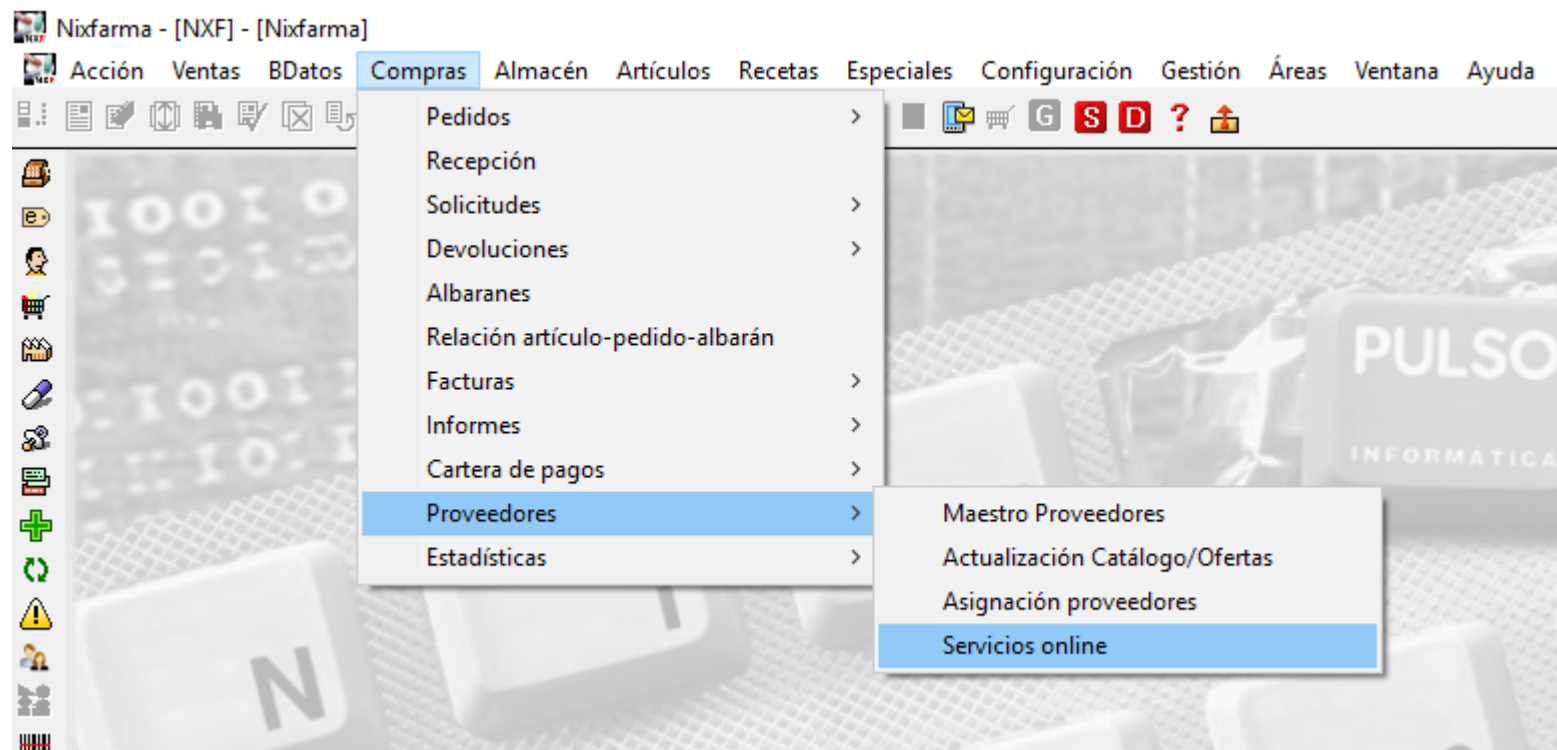 Nixfarma - [NXF] - [Nixfarma]
Acción Ventas BDatos Compras Almacén Artículos Recetas Especiales Configuración Gestión Áreas Ventana Ayuda
G S D ?
Pedidos
Recepción
Solicitudes
Devoluciones
Albaranes
Relación artículo-pedido-albarán
Facturas
Informes
Cartera de pagos
Proveedores
Estadísticas
Maestro Proveedores
Actualización Catálogo/Ofertas
Asignación proveedores
Servicios online
PULSO
INFORMATICA
N